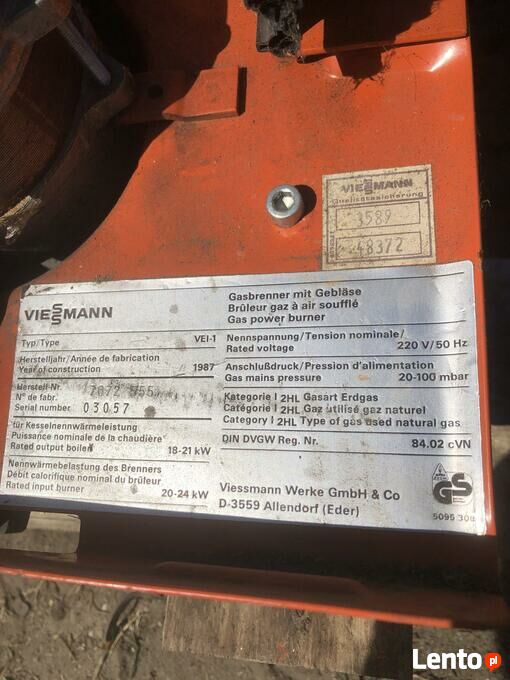 VIESSMANN
Qualitätssicherung
3589
48372
VIESSMANN
Typ/Type VEI-1
Herstelljahr/Année de fabrication
Year of construction 1987
Herstell Nr. 7072 555
N° de fabr.
Serial number 03057
für Kesselnennwärmeleistung
Puissance nominale de la chaudière
Rated output boiler 18-21 kW
Nennwärmebelastung des Brenners
Débit calorifique nominal du brûleur
Rated input burner 20-24 kW
Gasbrenner mit Gebläse
Brûleur gaz à air soufflé
Gas power burner
Nennspannung/Tension nominale/
Rated voltage 220 V/50 Hz
Anschlußdruck/Pression d'alimentation
Gas mains pressure 20-100 mbar
Kategorie I 2HL Gasart Erdgas
Catégorie I 2HL Gaz utilisé gaz naturel
Category I 2HL Type of gas used natural gas
DIN DVGW Reg. Nr. 84.02 cVN
Viessmann Werke GmbH & Co
D-3559 Allendorf (Eder)
GS
5095 308
Lento.pl